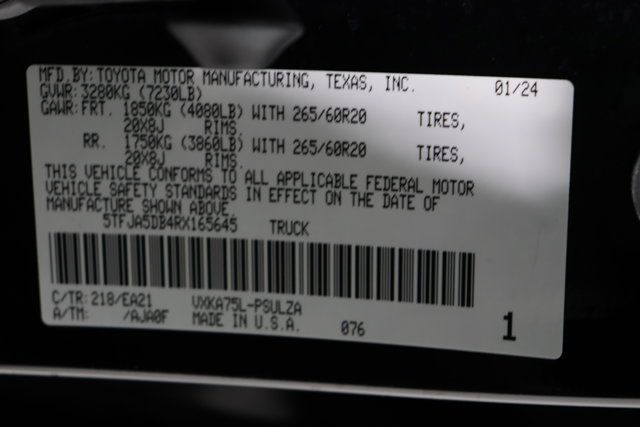 MFD.BY: TOYOTA MOTOR MANUFACTURING, TEXAS, INC. 01/24
GVWR: 3280KG (7230LB)
GAWR: FRT. 1850KG (4080LB) WITH 265/60R20 TIRES,
20X8J RIMS.
RR. 1750KG (3860LB) WITH 265/60R20 TIRES,
20X8J RIMS.
THIS VEHICLE CONFORMS TO ALL APPLICABLE FEDERAL MOTOR
VEHICLE SAFETY STANDARDS IN EFFECT ON THE DATE OF
MANUFACTURE SHOWN ABOVE.
5TFJA5DB4RX165645 TRUCK
C/TR: 218/EA21 VXKA75L-PSULZA
A/TM: /AJA0F MADE IN U.S.A. 076 1